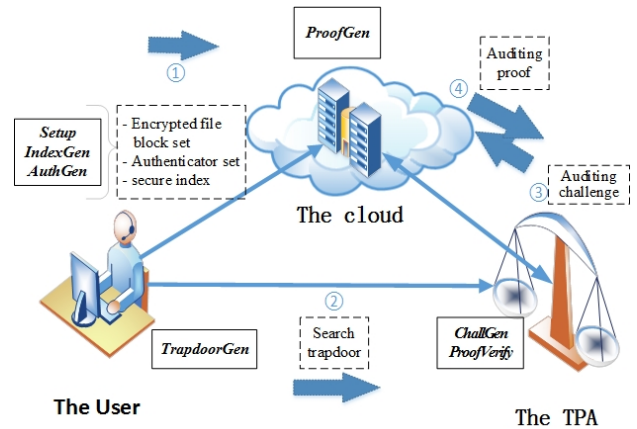 ProofGen
①
④
Auditing
proof
Setup
IndexGen
AuthGen
- Encrypted file
block set
- Authenticator set
- secure index
③
Auditing
challenge
The cloud
②
TrapdoorGen
Search
trapdoor
ChallGen
ProofVerify
The User
The TPA